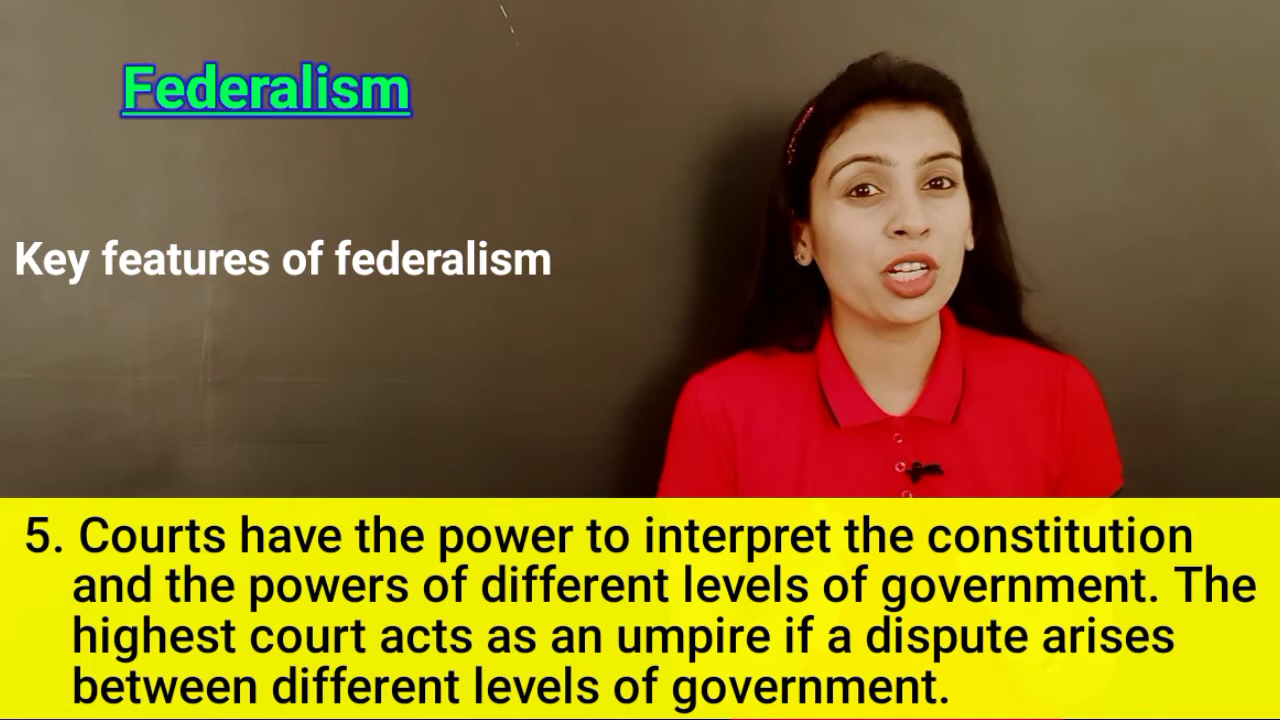 Federalism
Key features of federalism
5. Courts have the power to interpret the constitution
and the powers of different levels of government. The
highest court acts as an umpire if a dispute arises
between different levels of government.